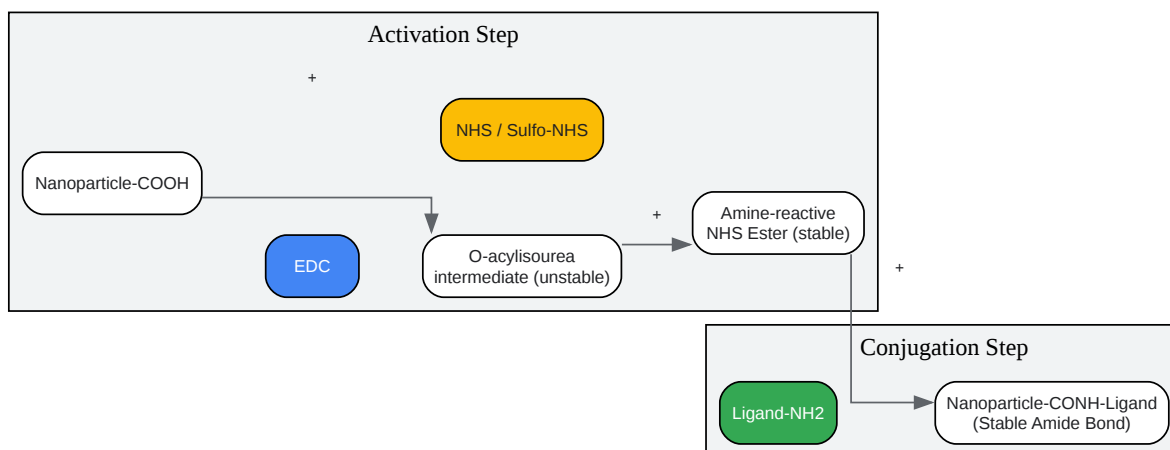 Activation Step
+
NHS / Sulfo-NHS
Nanoparticle-COOH
EDC
O-acylisourea
intermediate (unstable)
+
Amine-reactive
NHS Ester (stable)
+
Conjugation Step
Ligand-NH2
Nanoparticle-CONH-Ligand
(Stable Amide Bond)